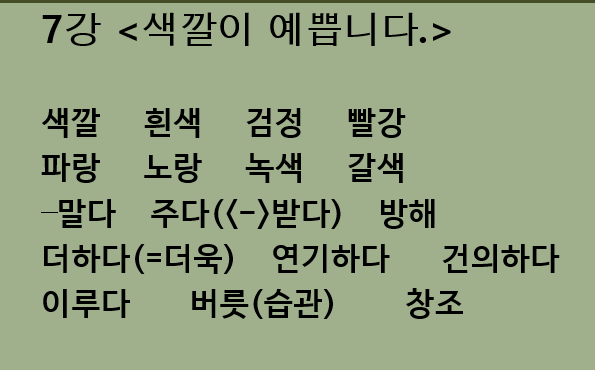 7강 <색깔이 예쁩니다.>
색깔 흰색 검정 빨강
파랑 노랑 녹색 갈색
-말다 주다(<->받다) 방해
더하다(=더욱) 연기하다 건의하다
이루다 버릇(습관) 창조